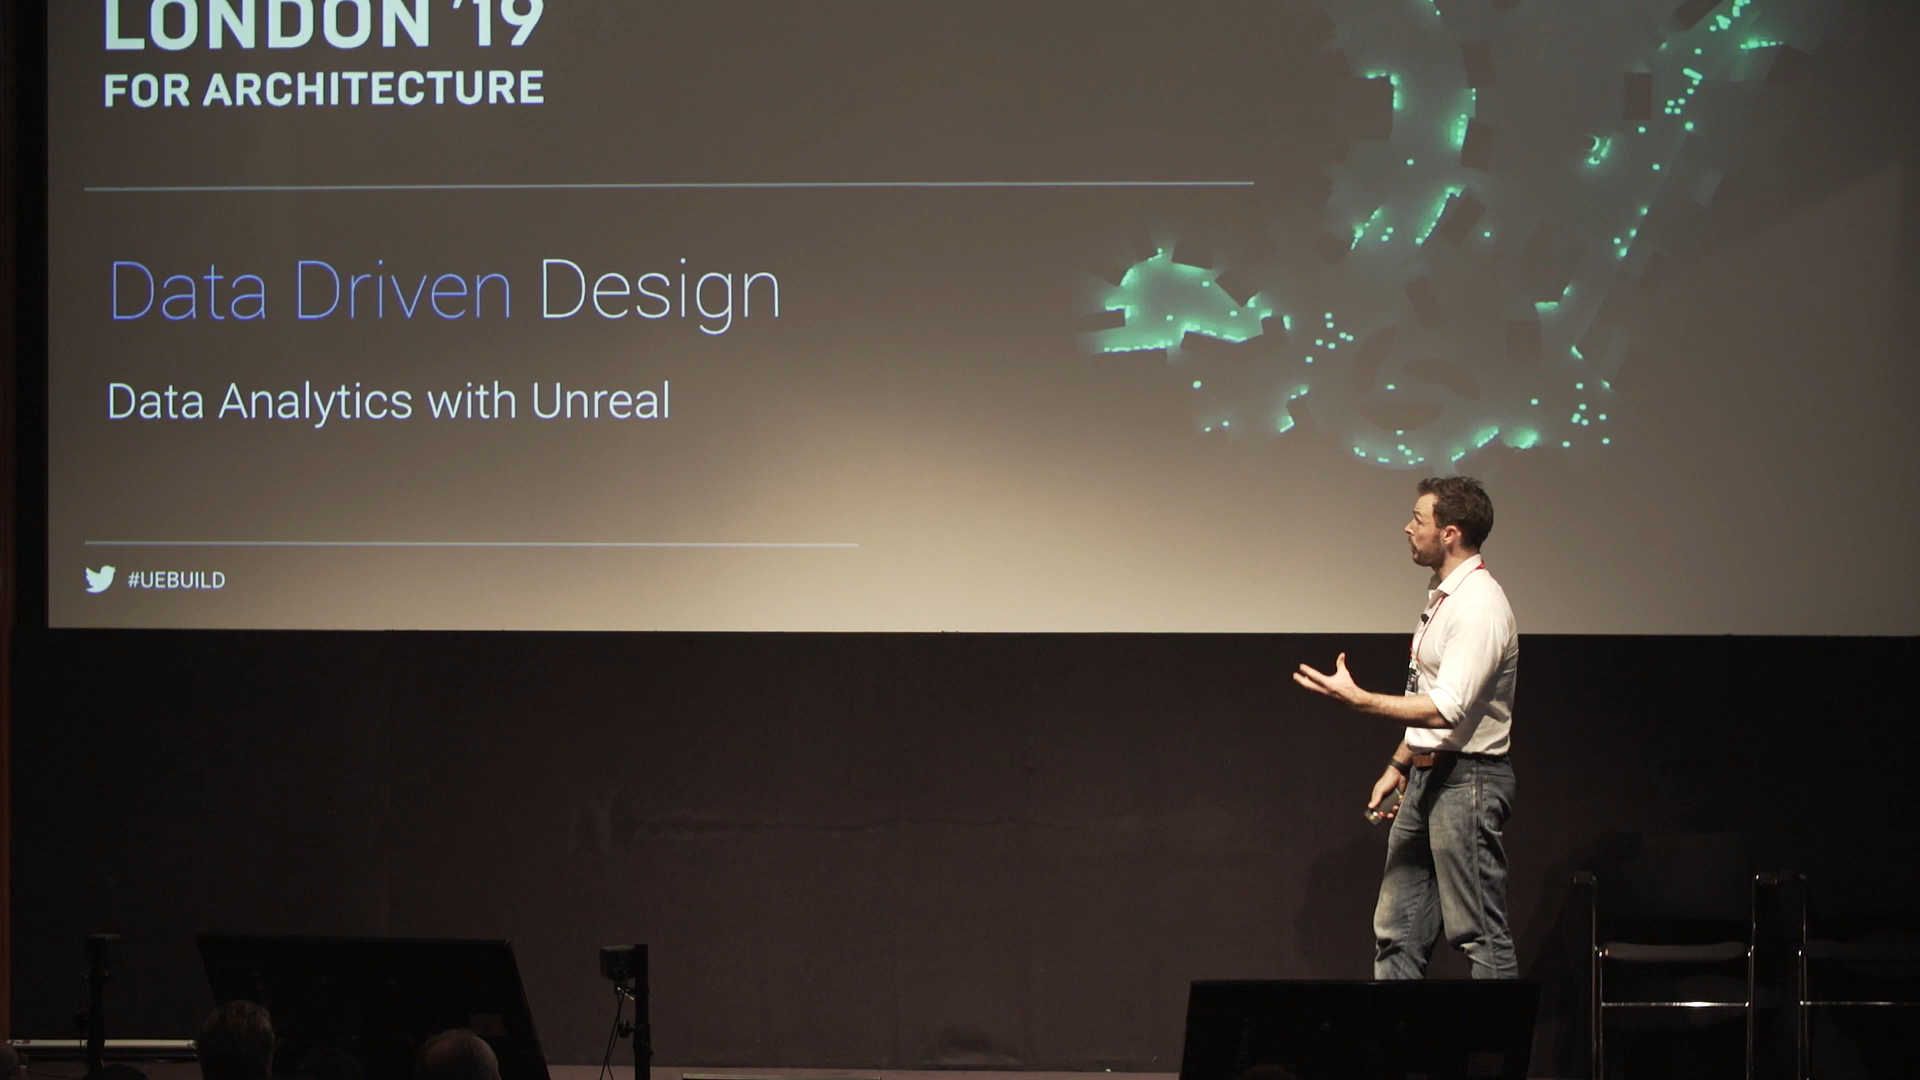 LONDON '19
FOR ARCHITECTURE
Data Driven Design
Data Analytics with Unreal
#UEBUILD